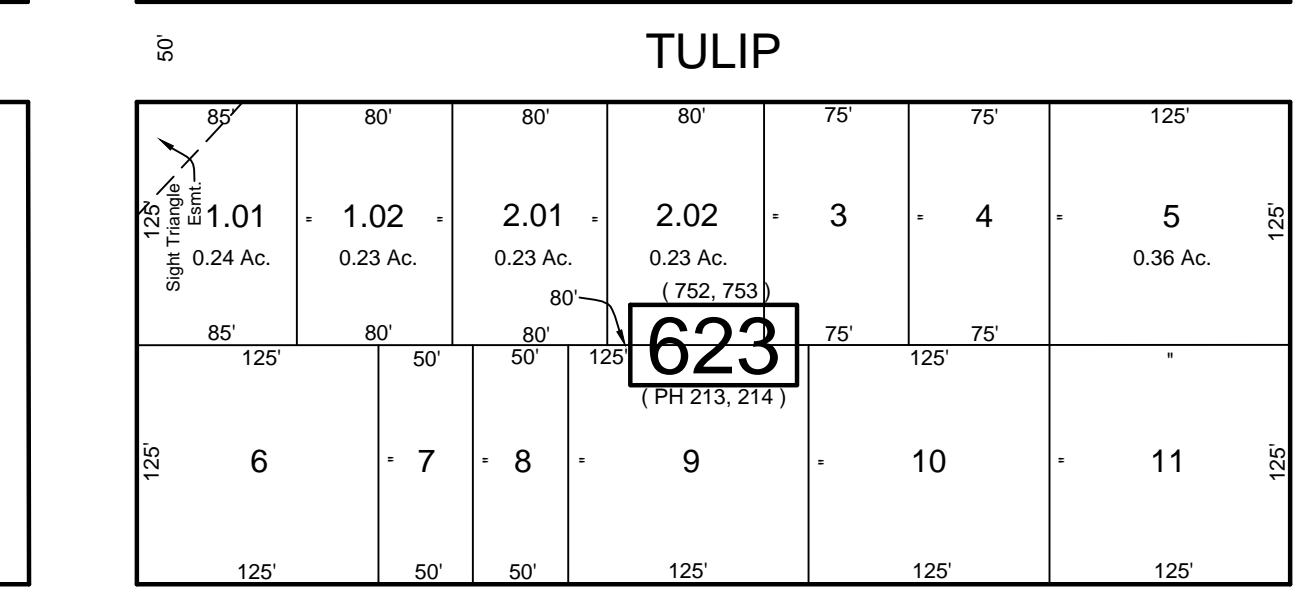 50'
TULIP
85' 80' 80' 80' 75' 75' 125'
125' Sight Triangle Esmt. 1.01 " 1.02 " 2.01 " 2.02 " 3 " 4 " 5 125'
0.24 Ac. 0.23 Ac. 0.23 Ac. 0.23 Ac. 0.36 Ac.
80' ( 752, 753 )
85' 80' 80' 623 75' 75'
125' 50' 50' 125' 125' "
( PH 213, 214 )
125' 6 " 7 " 8 " 9 " 10 " 11 125'
125' 50' 50' 125' 125' 125'